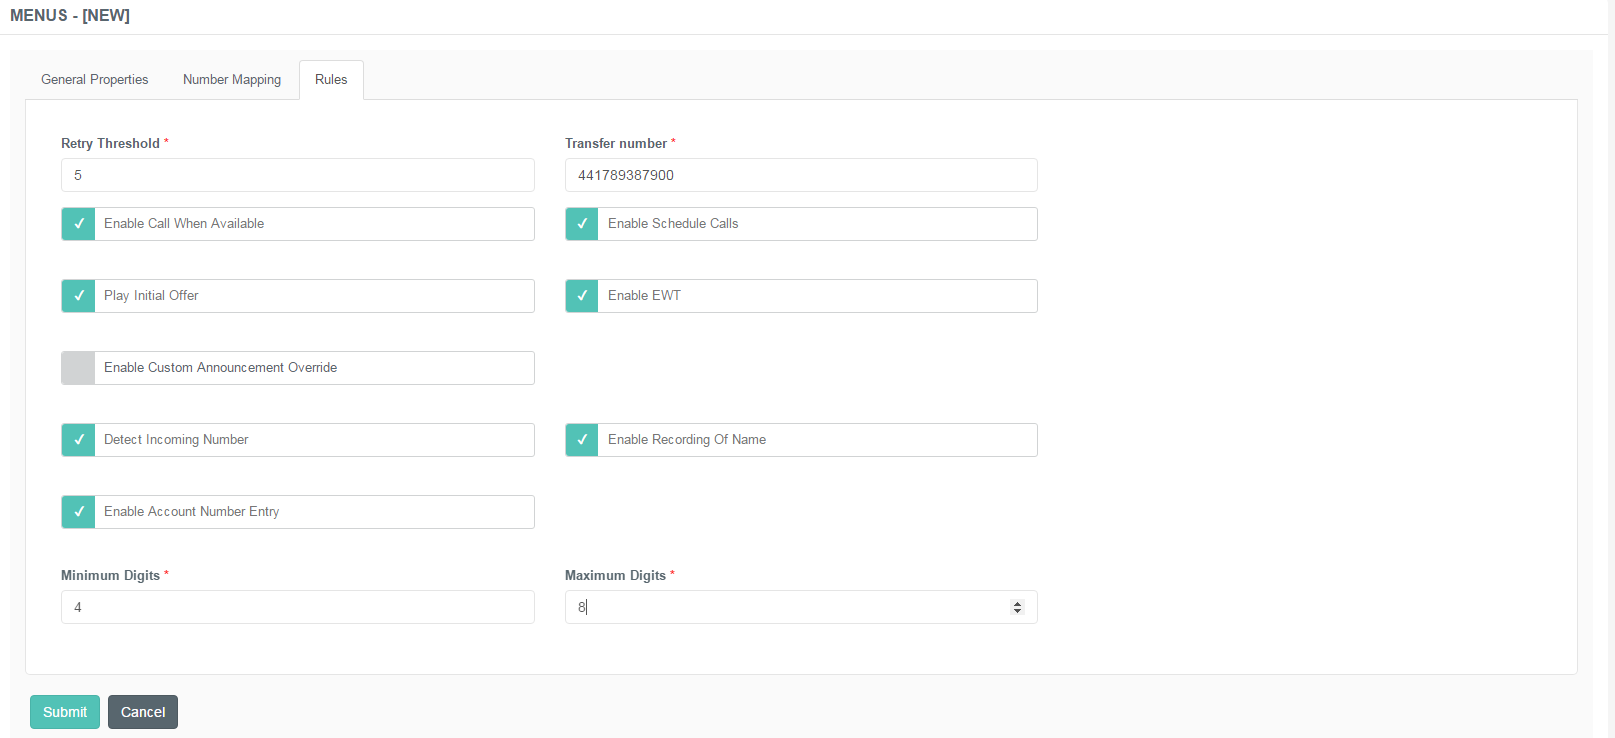 MENUS - [NEW]
General Properties Number Mapping Rules
Retry Threshold * Transfer number *
5 441789387900
Enable Call When Available Enable Schedule Calls
Play Initial Offer Enable EWT
Enable Custom Announcement Override
Detect Incoming Number Enable Recording Of Name
Enable Account Number Entry
Minimum Digits * Maximum Digits *
4 8
Submit Cancel